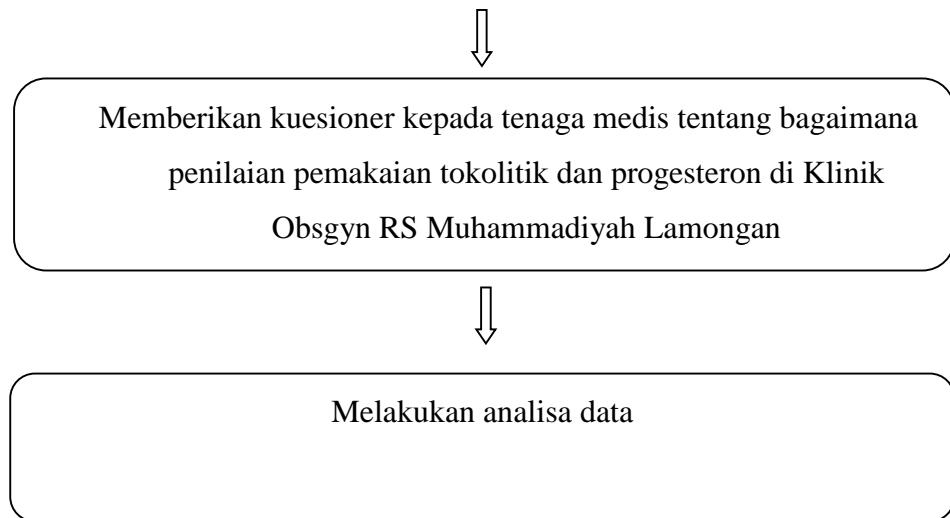 Memberikan kuesioner kepada tenaga medis tentang bagaimana
penilaian pemakaian tokolitik dan progesteron di Klinik
Obsgyn RS Muhammadiyah Lamongan
Melakukan analisa data